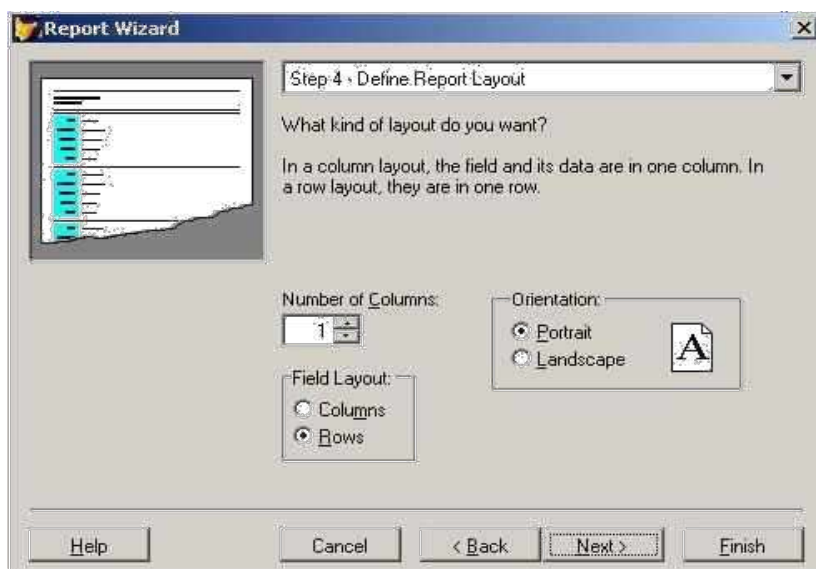 Report Wizard
Step 4 - Define Report Layout
What kind of layout do you want?
In a column layout, the field and its data are in one column. In
a row layout, they are in one row.
Number of Columns:
1
Orientation:
Portrait
Landscape
A
Field Layout:
Columns
Rows
Help
Cancel
< Back
Next >
Finish